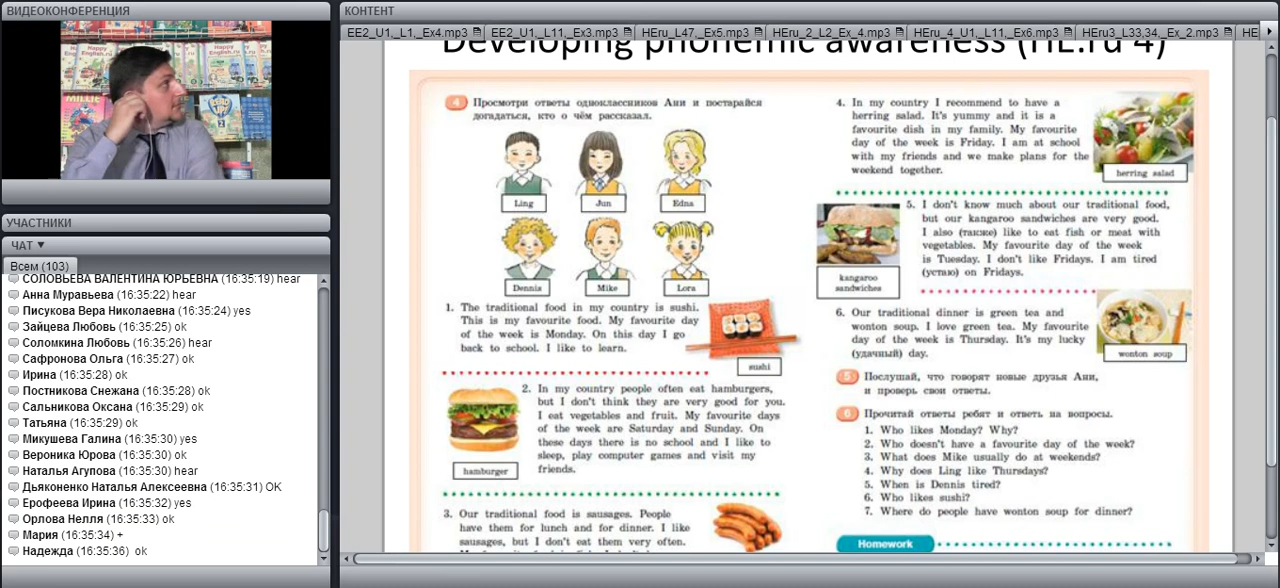 ВИДЕОКОНФЕРЕНЦИЯ
Happy
English.ru
MILLIE
УЧАСТНИКИ
ЧАТ ▼
Всем (103)
СОЛОВЬЕВА ВАЛЕНТИНА ЮРЬЕВНА (16:35:19) hear
Анна Муравьева (16:35:22) hear
Писукова Вера Николаевна (16:35:24) yes
Зайцева Любовь (16:35:25) ok
Соломкина Любовь (16:35:26) hear
Сафронова Ольга (16:35:27) ok
Ирина (16:35:28) ok
Постникова Снежана (16:35:28) ok
Сальникова Оксана (16:35:29) ok
Татьяна (16:35:29) ok
Микушева Галина (16:35:30) yes
Вероника Юрова (16:35:30) ok
Наталья Агупова (16:35:30) hear
Дьяконенко Наталья Алексеевна (16:35:31) OK
Ерофеева Ирина (16:35:32) yes
Орлова Нелля (16:35:33) ok
Мария (16:35:34) +
Надежда (16:35:36) ok
КОНТЕНТ
EE2_U1,_L1,_Ex4.mp3 EE2_U1,_L11,_Ex3.mp3 HEru_L47,_Ex5.mp3 HEru_2_L2_Ex_4.mp3 HEru_4_U1,_L11,_Ex6.mp3 HEru3_L33,34,_Ex_2.mp3 HE
Developing phonemic awareness (HE.ru 4)
4 Просмотри ответы одноклассников Ани и постарайся
догадаться, кто о чём рассказал.
Ling Jun Edna
Dennis Mike Lora
1. The traditional food in my country is sushi.
This is my favourite food. My favourite day
of the week is Monday. On this day I go
back to school. I like to learn.
sushi
2. In my country people often eat hamburgers,
but I don't think they are very good for you.
I eat vegetables and fruit. My favourite days
of the week are Saturday and Sunday. On
these days there is no school and I like to
sleep, play computer games and visit my
friends.
hamburger
3. Our traditional food is sausages. People
have them for lunch and for dinner. I like
sausages, but I don't eat them very often.
4. In my country I recommend to have a
herring salad. It's yummy and it is a
favourite dish in my family. My favourite
day of the week is Friday. I am at school
with my friends and we make plans for the
weekend together.
herring salad
5. I don't know much about our traditional food,
but our kangaroo sandwiches are very good.
I also (также) like to eat fish or meat with
vegetables. My favourite day of the week
is Tuesday. I don't like Fridays. I am tired
(устаю) on Fridays.
kangaroo
sandwiches
6. Our traditional dinner is green tea and
wonton soup. I love green tea. My favourite
day of the week is Thursday. It's my lucky
(удачный) day.
wonton soup
5 Послушай, что говорят новые друзья Ани,
и проверь свои ответы.
6 Прочитай ответы ребят и ответь на вопросы.
1. Who likes Monday? Why?
2. Who doesn't have a favourite day of the week?
3. What does Mike usually do at weekends?
4. Why does Ling like Thursdays?
5. When is Dennis tired?
6. Who likes sushi?
7. Where do people have wonton soup for dinner?
Homework